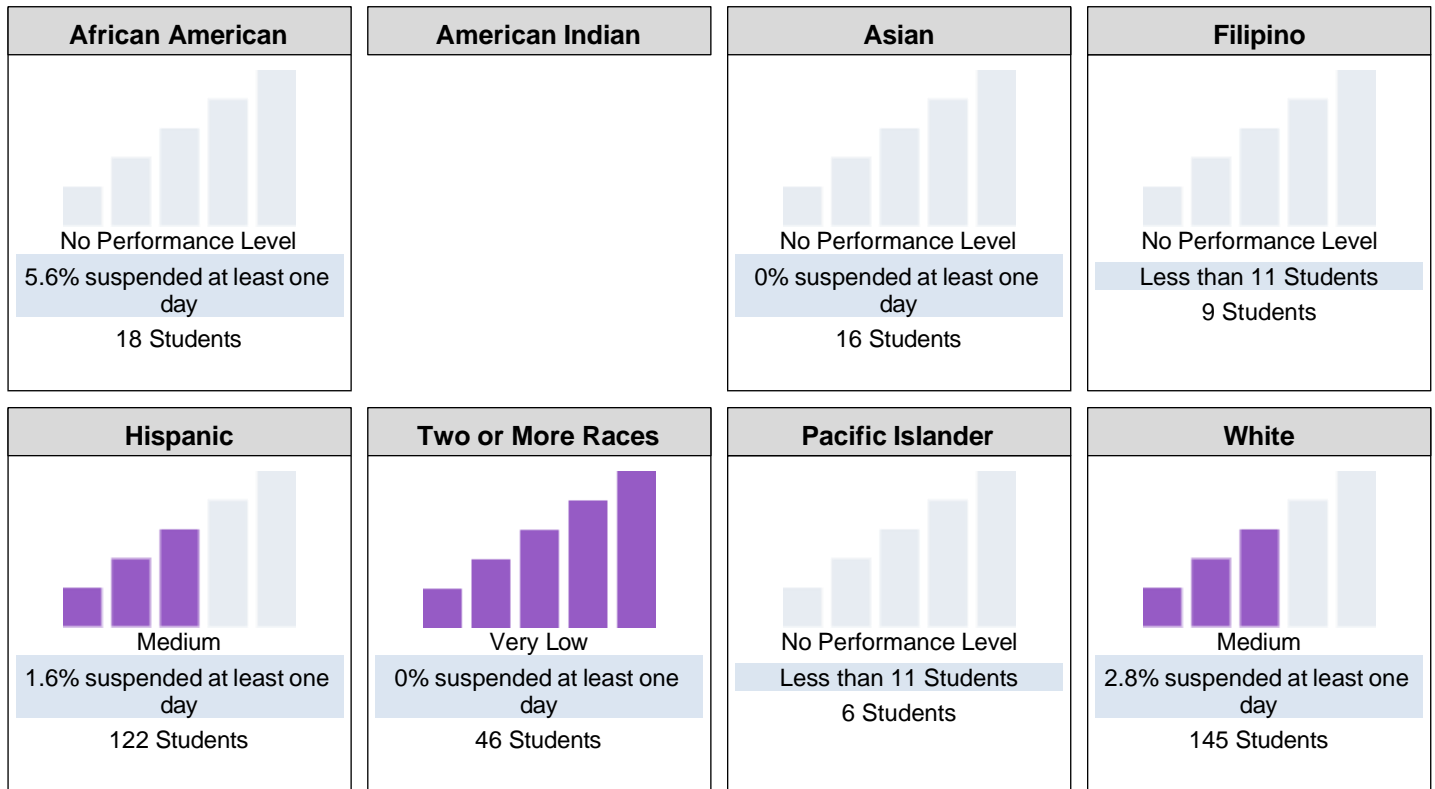 African American
No Performance Level
5.6% suspended at least one
day
18 Students
American Indian
Asian
No Performance Level
0% suspended at least one
day
16 Students
Filipino
No Performance Level
Less than 11 Students
9 Students
Hispanic
Medium
1.6% suspended at least one
day
122 Students
Two or More Races
Very Low
0% suspended at least one
day
46 Students
Pacific Islander
No Performance Level
Less than 11 Students
6 Students
White
Medium
2.8% suspended at least one
day
145 Students